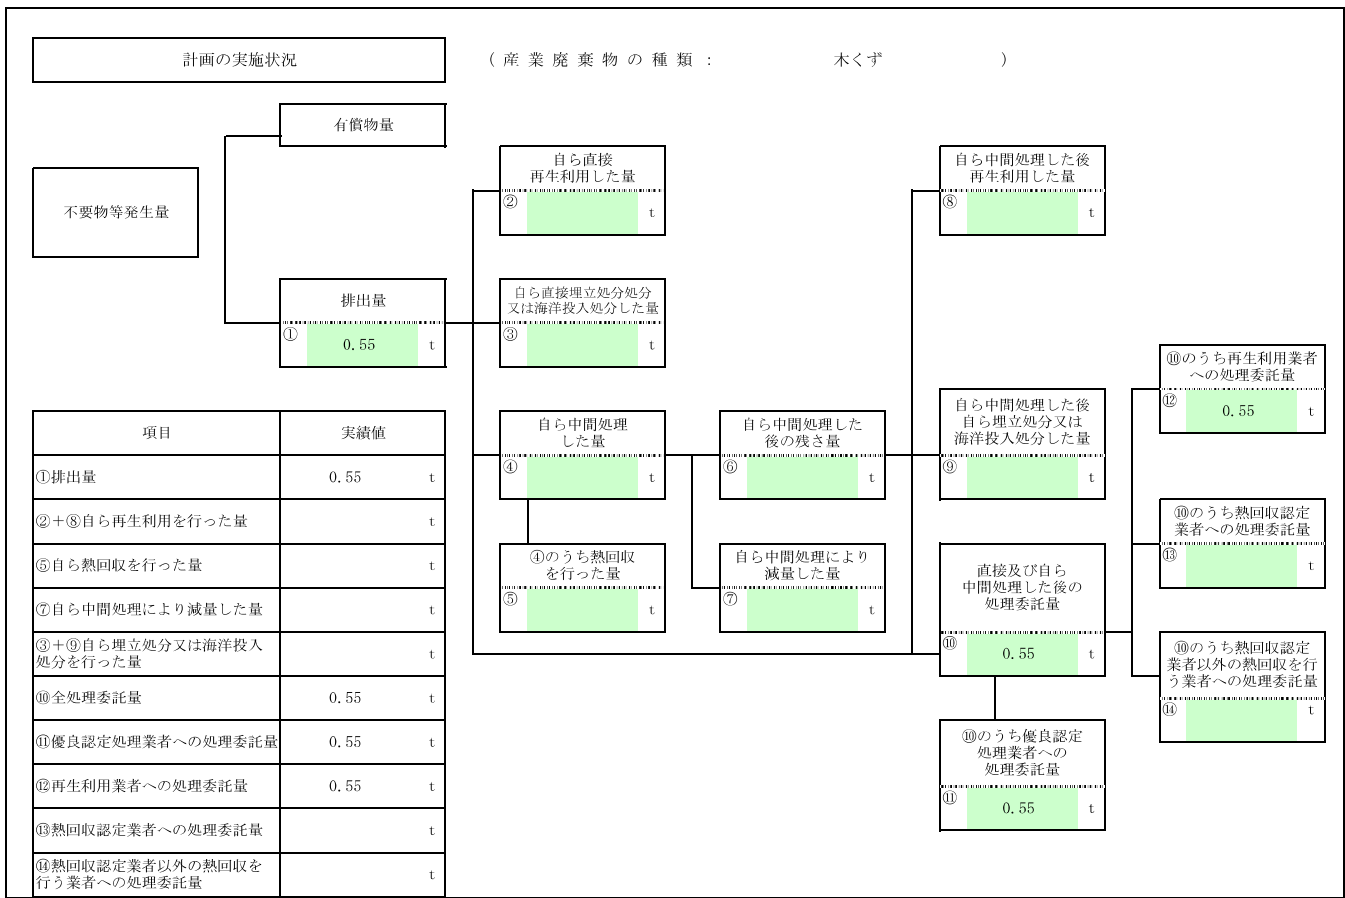 計画の実施状況
(産業廃棄物の種類: 木くず )
有償物量
不要物等発生量
排出量
① 0.55 t
自ら直接
再生利用した量
② t
自ら直接埋立処分処分
又は海洋投入処分した量
③ t
自ら中間処理
した量
④ t
④のうち熱回収
を行った量
⑤ t
自ら中間処理した
後の残さ量
⑥ t
自ら中間処理により
減量した量
⑦ t
自ら中間処理した後
再生利用した量
⑧ t
自ら中間処理した後
自ら埋立処分又は
海洋投入処分した量
⑨ t
直接及び自ら
中間処理した後の
処理委託量
⑩ 0.55 t
⑩のうち優良認定
処理業者への
処理委託量
⑪ 0.55 t
⑩のうち再生利用業者
への処理委託量
⑫ 0.55 t
⑩のうち熱回収認定
業者への処理委託量
⑬ t
⑩のうち熱回収認定
業者以外の熱回収を行
う業者への処理委託量
⑭ t
項目 実績値
①排出量 0.55 t
②+⑧自ら再生利用を行った量 t
⑤自ら熱回収を行った量 t
⑦自ら中間処理により減量した量 t
③+⑨自ら埋立処分又は海洋投入
処分を行った量 t
⑩全処理委託量 0.55 t
⑪優良認定処理業者への処理委託量 0.55 t
⑫再生利用業者への処理委託量 0.55 t
⑬熱回収認定業者への処理委託量 t
⑭熱回収認定業者以外の熱回収を
行う業者への処理委託量 t